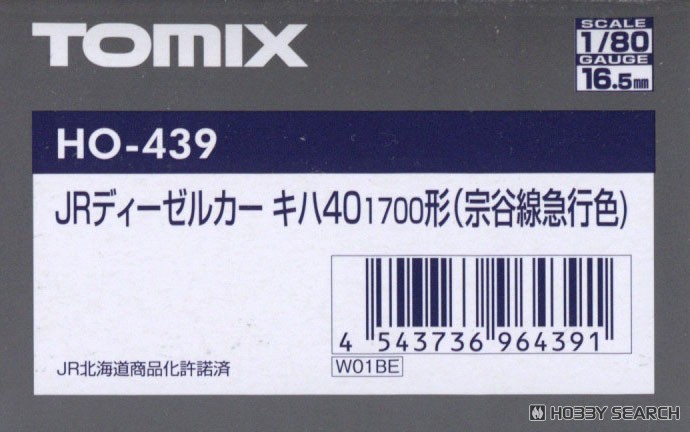 TOMIX
SCALE
1/80
GAUGE
16.5mm
HO-439
JRディーゼルカー キハ401700形(宗谷線急行色)
4 543736 964391
JR北海道商品化許諾済
W01BE
HOBBY SEARCH